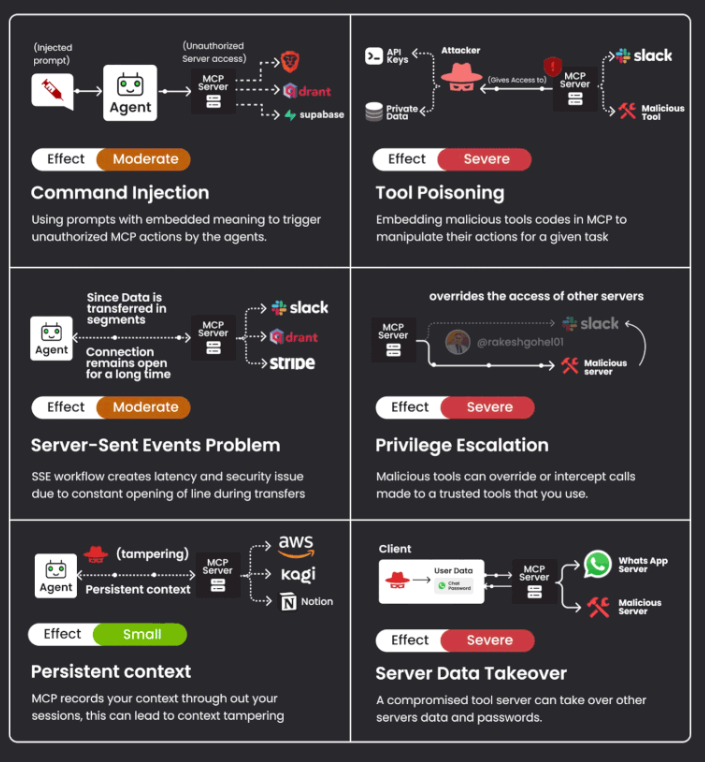 (Injected
prompt)
Agent
(Unauthorized
Server access)
MCP
Server
drant
supabase
Effect Moderate
Command Injection
Using prompts with embedded meaning to trigger
unauthorized MCP actions by the agents.
API
Keys
Attacker
Private
Data
(Gives Access to)
MCP
Server
slack
Malicious
Tool
Effect Severe
Tool Poisoning
Embedding malicious tools codes in MCP to
manipulate their actions for a given task
Agent
Since Data is
transferred in
segments
Connection
remains open
for a long time
MCP
Server
slack
drant
stripe
Effect Moderate
Server-Sent Events Problem
SSE workflow creates latency and security issue
due to constant opening of line during transfers
overrides the access of other servers
MCP
Server
slack
@rakeshgohel01
Malicious
server
Effect Severe
Privilege Escalation
Malicious tools can override or intercept calls
made to a trusted tools that you use.
Agent
(tampering)
Persistent context
MCP
Server
aws
kagi
Notion
Effect Small
Persistent context
MCP records your context through out your
sessions, this can lead to context tampering
Client
User Data
Chat
Password
MCP
Server
Whats App
Server
Malicious
Server
Effect Severe
Server Data Takeover
A compromised tool server can take over other
servers data and passwords.